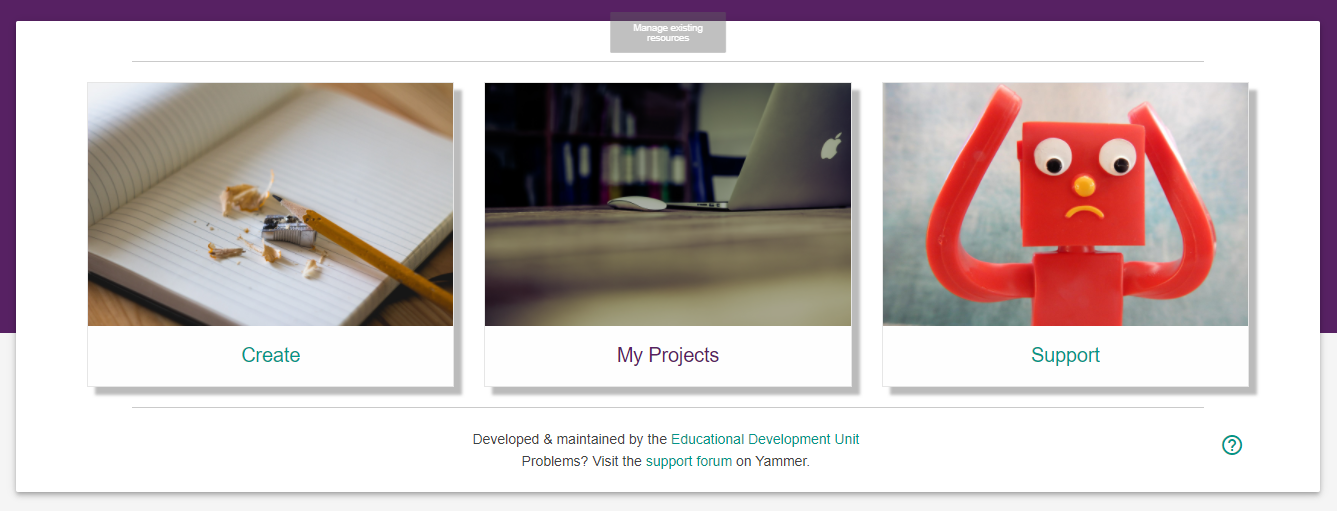 Manage existing
resources
Create
My Projects
Support
Developed & maintained by the Educational Development Unit
Problems? Visit the support forum on Yammer.